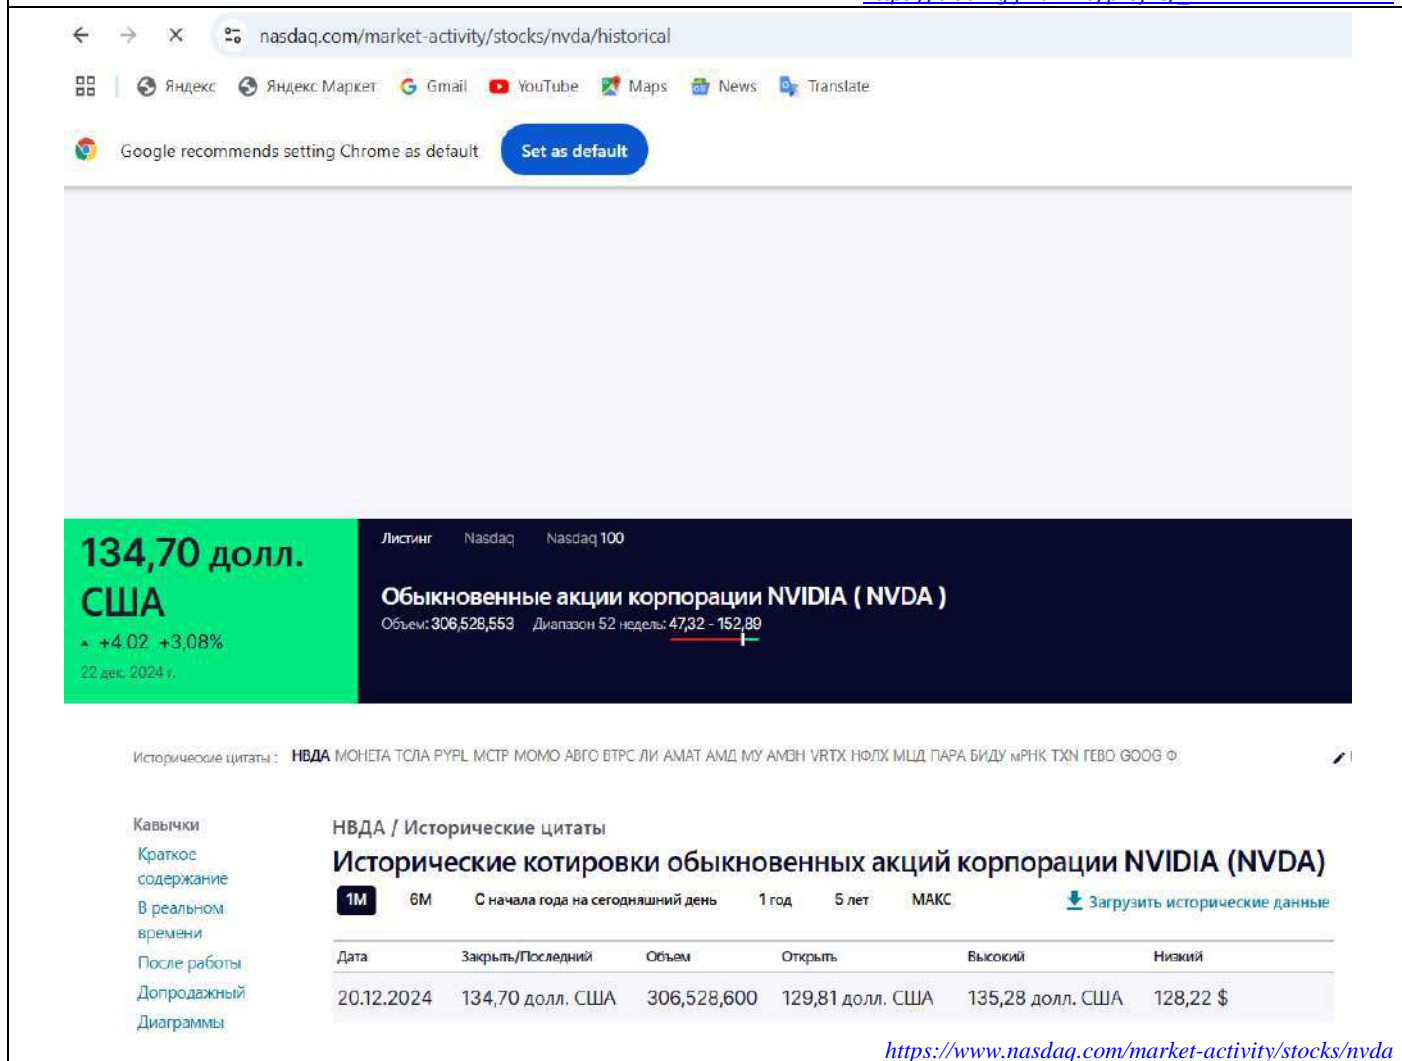 nasdaq.com/market-activity/stocks/nvda/historical
Яндекс Яндекс Маркет Gmail YouTube Maps News Translate
Google recommends setting Chrome as default Set as default
134,70 долл.
США
+4.02 +3,08%
22 дек. 2024 г.
Листинг Nasdaq Nasdaq 100
Обыкновенные акции корпорации NVIDIA ( NVDA )
Объем: 306,528,553 Диапазон 52 недель: 47,32 - 152,89
Исторические цитаты : НВДА МОНЕТА ТСЛА PYPL МСТР МОМО АВГО ВТРС ЛИ АМАТ АМД МУ АМЗН VRTX НФЛХ МЦД ПАРА БИДУ мРНК TXN ГЕВО GOOG Ф
Кавычки
Краткое
содержание
В реальном
времени
После работы
Допродажный
Диаграммы
НВДА / Исторические цитаты
Исторические котировки обыкновенных акций корпорации NVIDIA (NVDA)
1М 6М С начала года на сегодняшний день 1 год 5 лет МАКС Загрузить исторические данные
Дата Закрыть/Последний Объем Открыть Высокий Низкий
20.12.2024 134,70 долл. США 306,528,600 129,81 долл. США 135,28 долл. США 128,22 $
https://www.nasdaq.com/market-activity/stocks/nvda